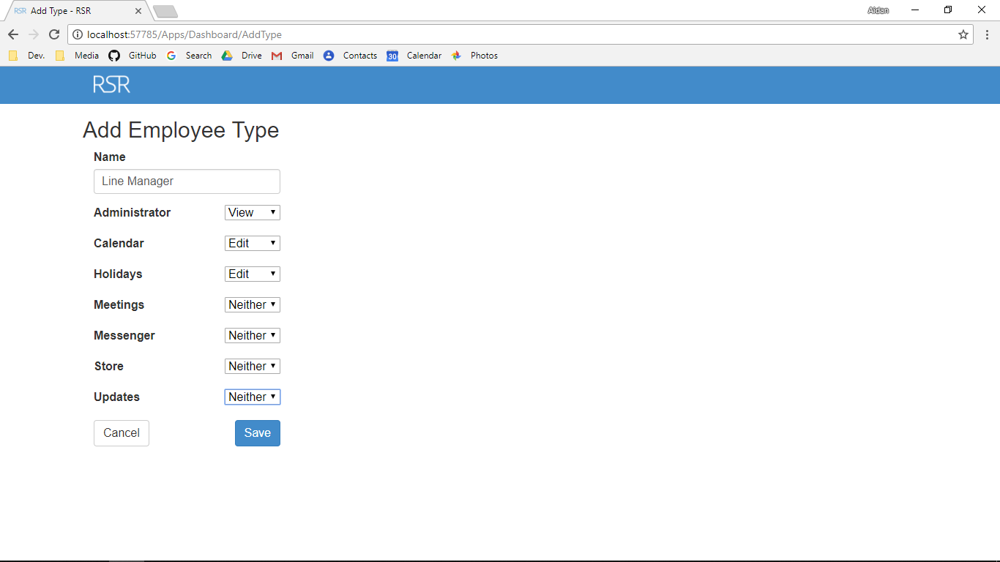 RSR Add Type - RSR
Aidan
localhost:57785/Apps/Dashboard/AddType
Dev. Media GitHub Search Drive Gmail 30 Calendar Contacts Photos
RSR
Add Employee Type
Name
Line Manager
Administrator View
Calendar Edit
Holidays Edit
Meetings Neither
Messenger Neither
Store Neither
Updates Neither
Cancel Save